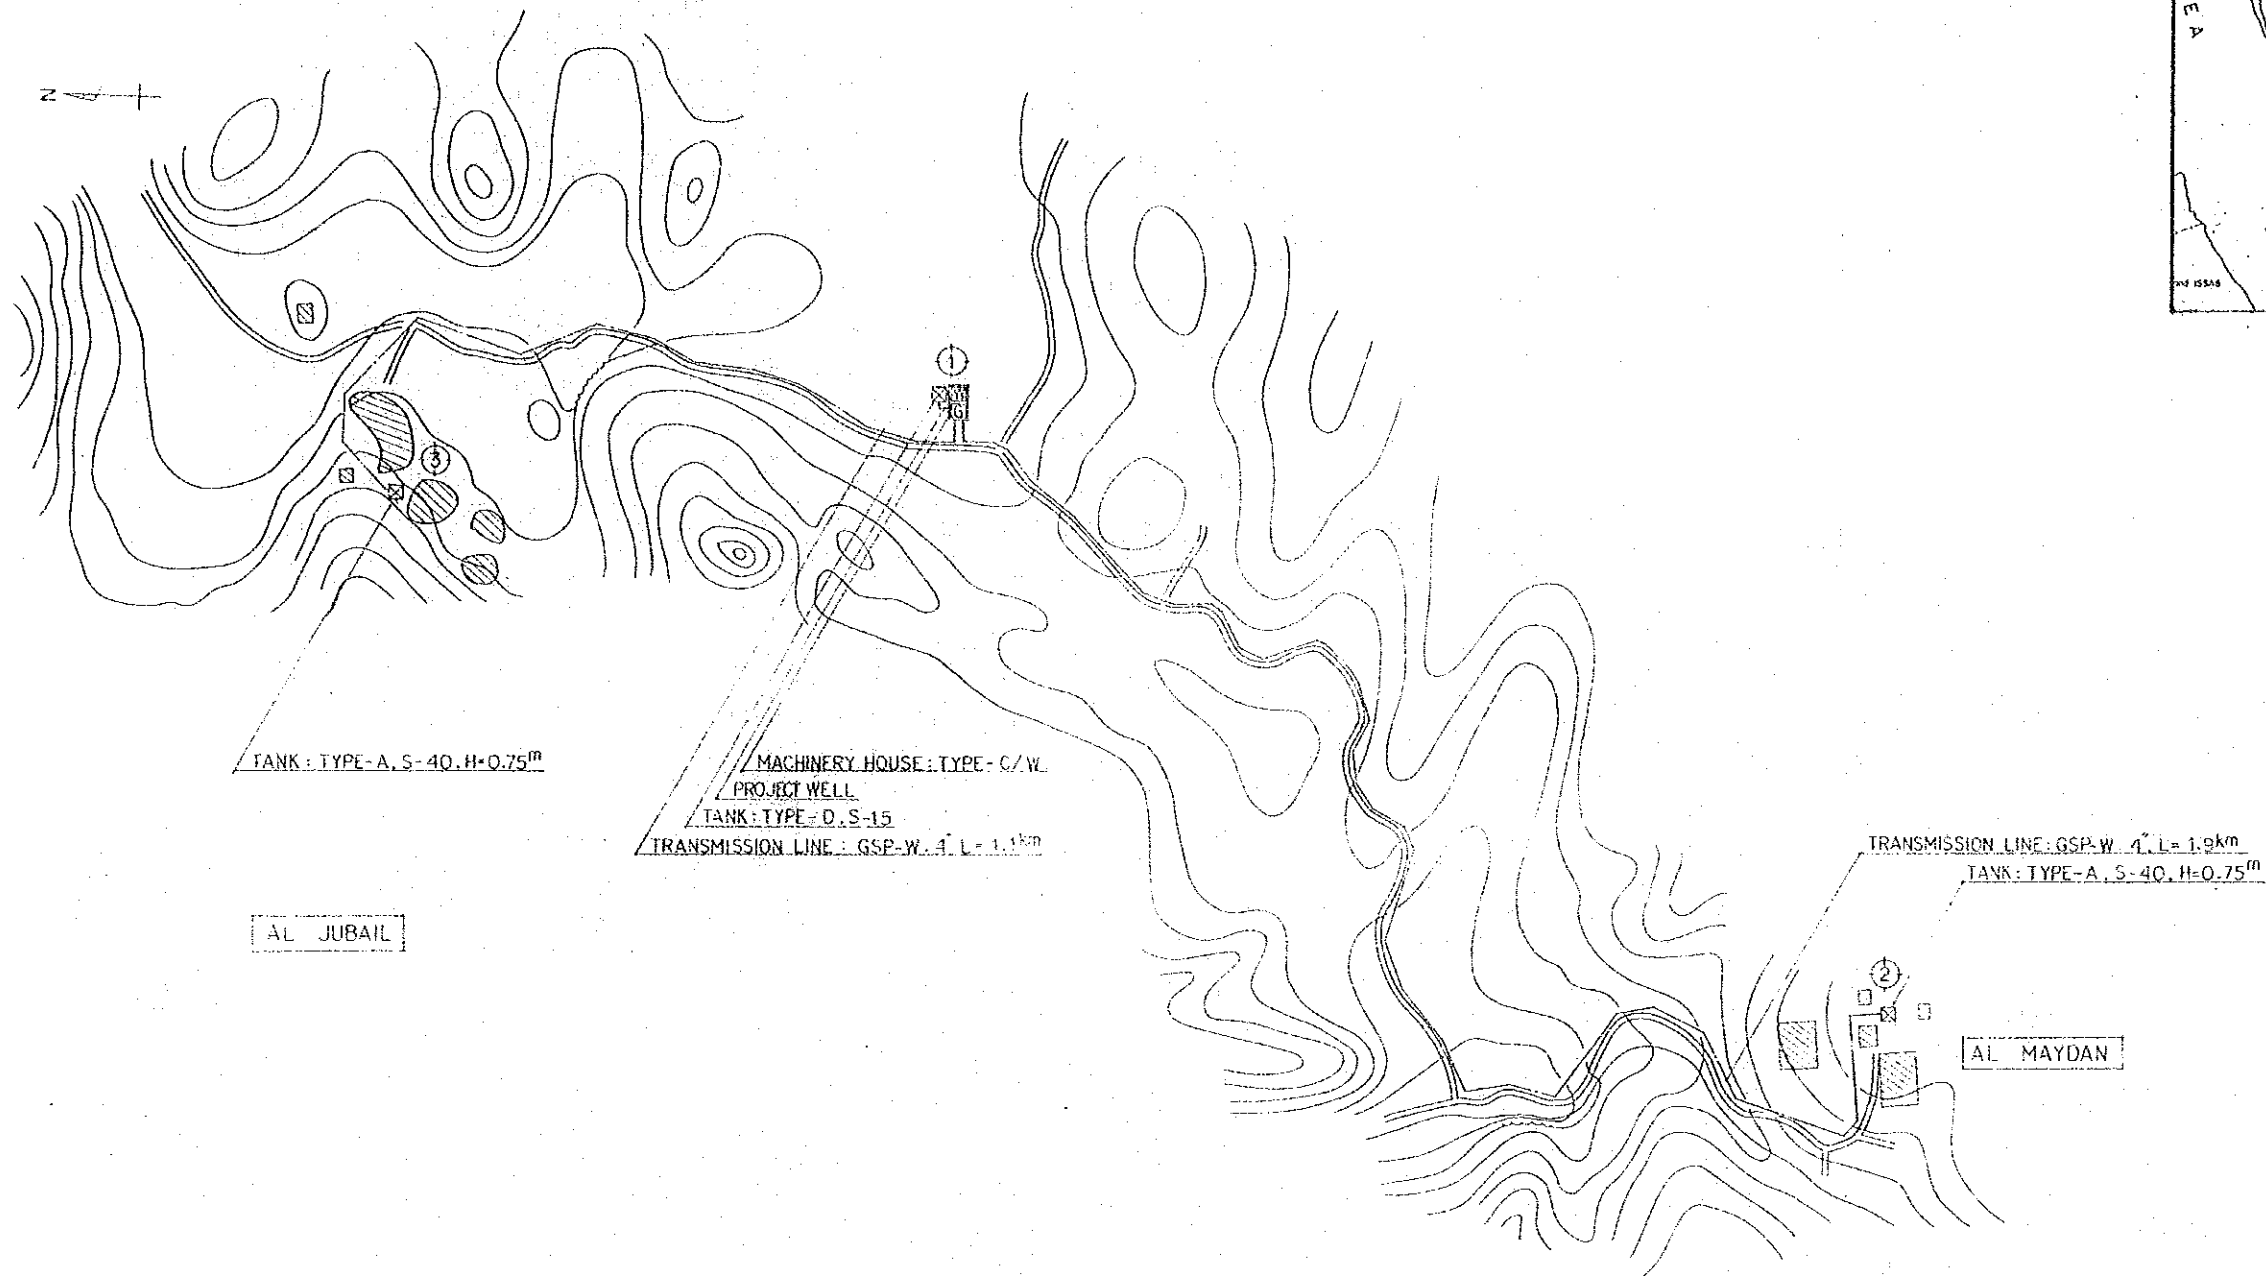 N
EA
1
G
3
TANK: TYPE-A. S-40. H=0.75m
MACHINERY HOUSE: TYPE-C/W
PROJECT WELL
TANK: TYPE-D. S-15
TRANSMISSION LINE: GSP-W. 4" L=1.1km
AL JUBAIL
TRANSMISSION LINE: GSP-W 4". L=1.9km
TANK: TYPE-A. S-40. H=0.75m
2
AL MAYDAN